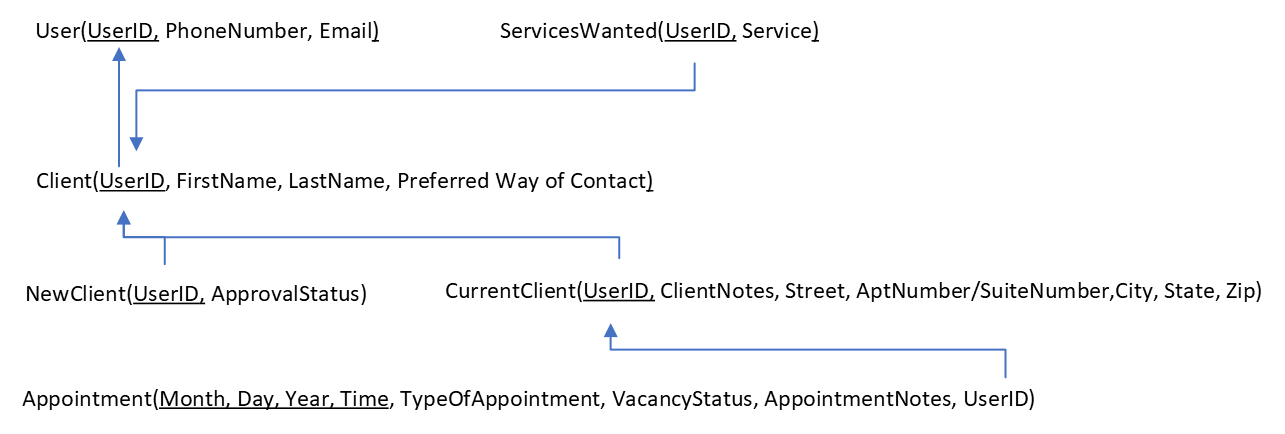 User(UserID, PhoneNumber, Email)
ServicesWanted(UserID, Service)
Client(UserID, FirstName, LastName, Preferred Way of Contact)
NewClient(UserID, ApprovalStatus)
CurrentClient(UserID, ClientNotes, Street, AptNumber/SuiteNumber,City, State, Zip)
Appointment(Month, Day, Year, Time, TypeOfAppointment, VacancyStatus, AppointmentNotes, UserID)